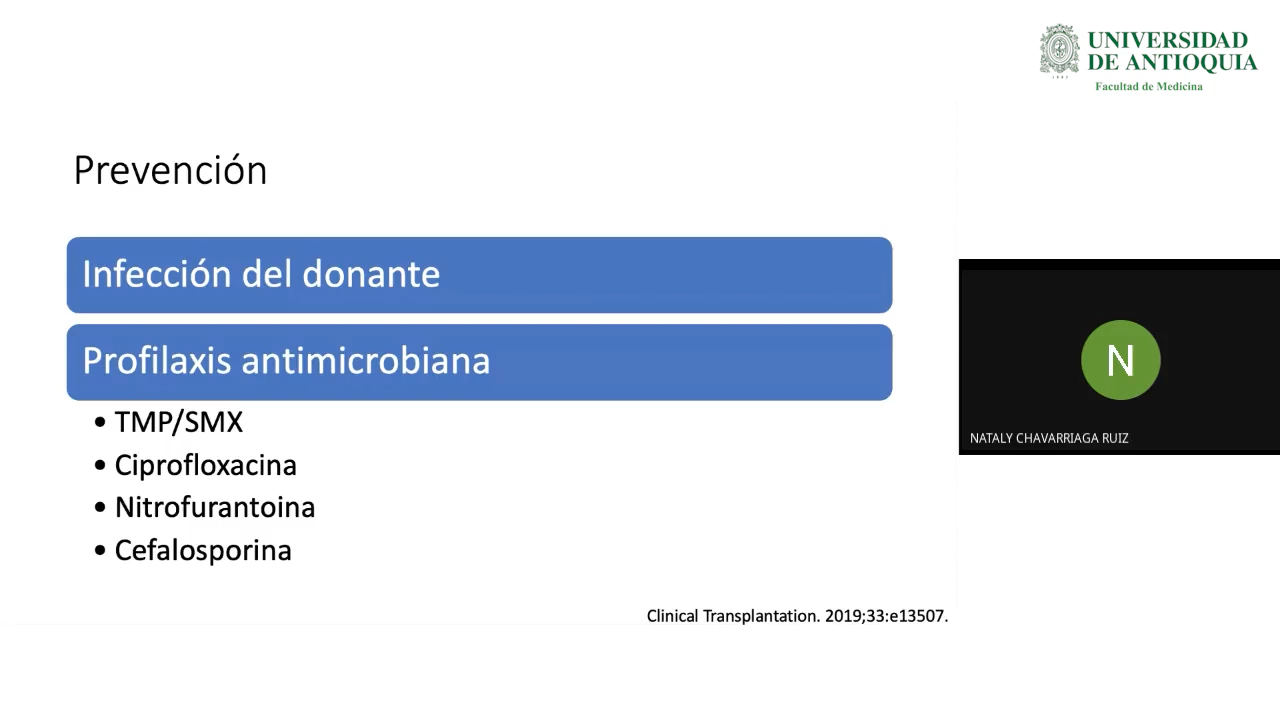 UNIVERSIDAD
DE ANTIOQUIA
Facultad de Medicina
Prevención
Infección del donante
Profilaxis antimicrobiana
• TMP/SMX
• Ciprofloxacina
• Nitrofurantoina
• Cefalosporina
Clinical Transplantation. 2019;33:e13507.
N
NATALY CHAVARRIAGA RUIZ